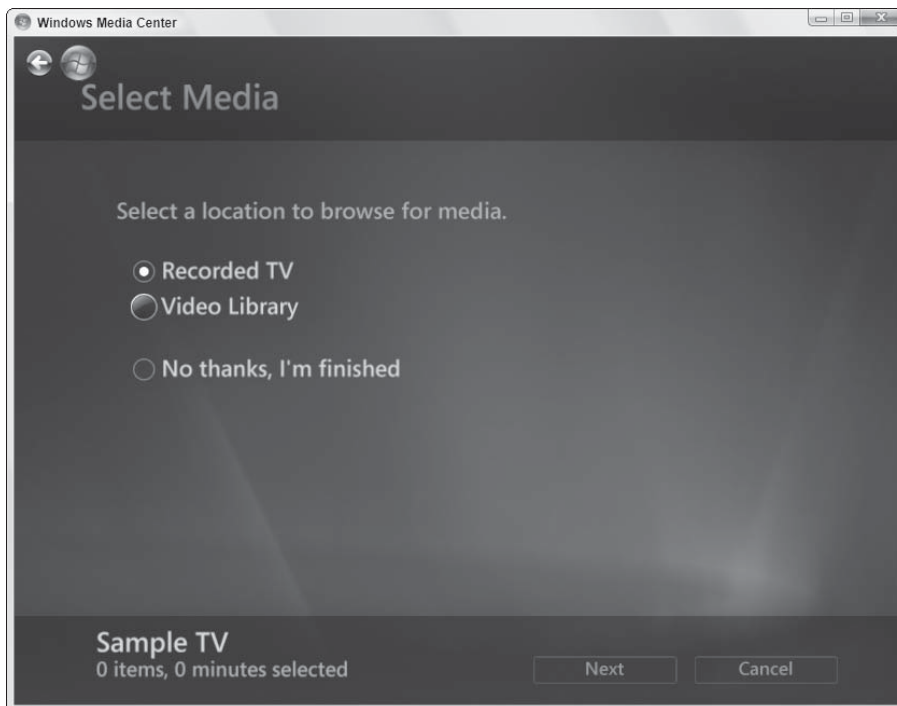 Windows Media Center
Select Media
Select a location to browse for media.
Recorded TV
Video Library
No thanks, I'm finished
Sample TV
0 items, 0 minutes selected
Next
Cancel